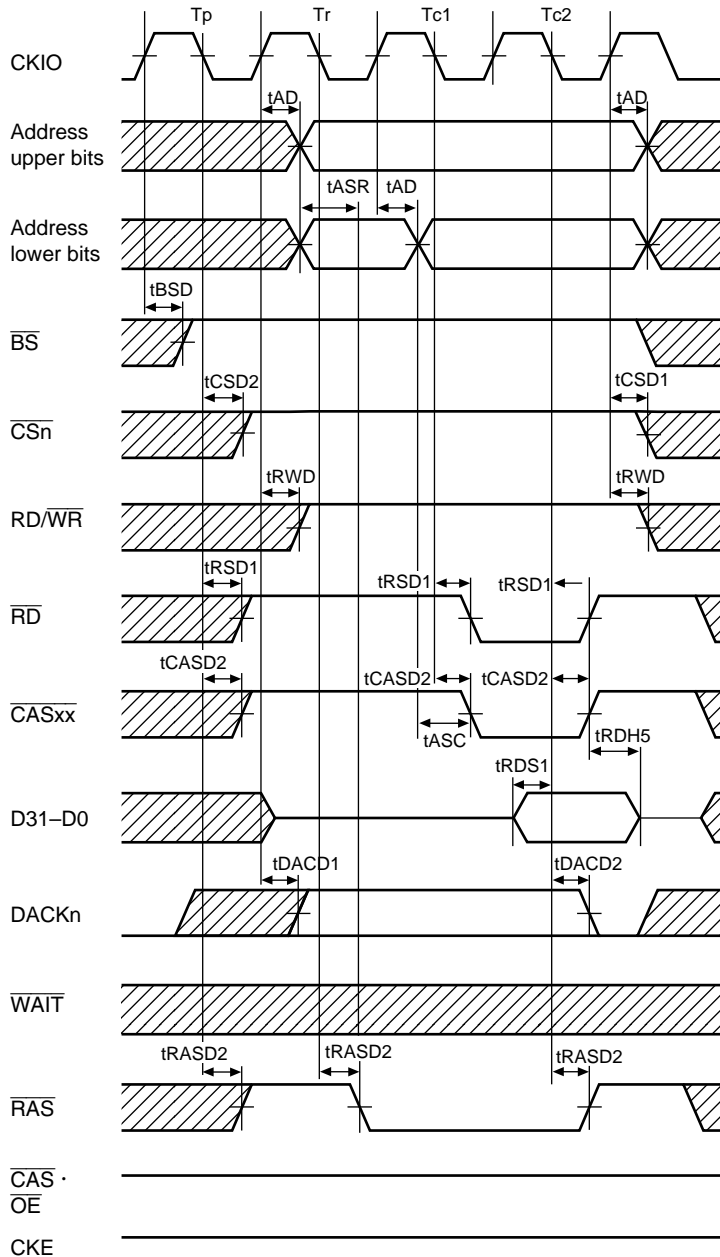 Tp Tr Tc1 Tc2
CKIO
tAD tAD
Address
upper bits
tASR tAD
Address
lower bits
tBSD
BS
tCSD2 tCSD1
CSn
tRWD tRWD
RD/WR
tRSD1 tRSD1 tRSD1
RD
tCASD2 tCASD2 tCASD2
CASxx
tASC
tRDH5
tRDS1
D31–D0
tDACD1 tDACD2
DACKn
WAIT
tRASD2 tRASD2 tRASD2
RAS
CAS ·
OE
CKE